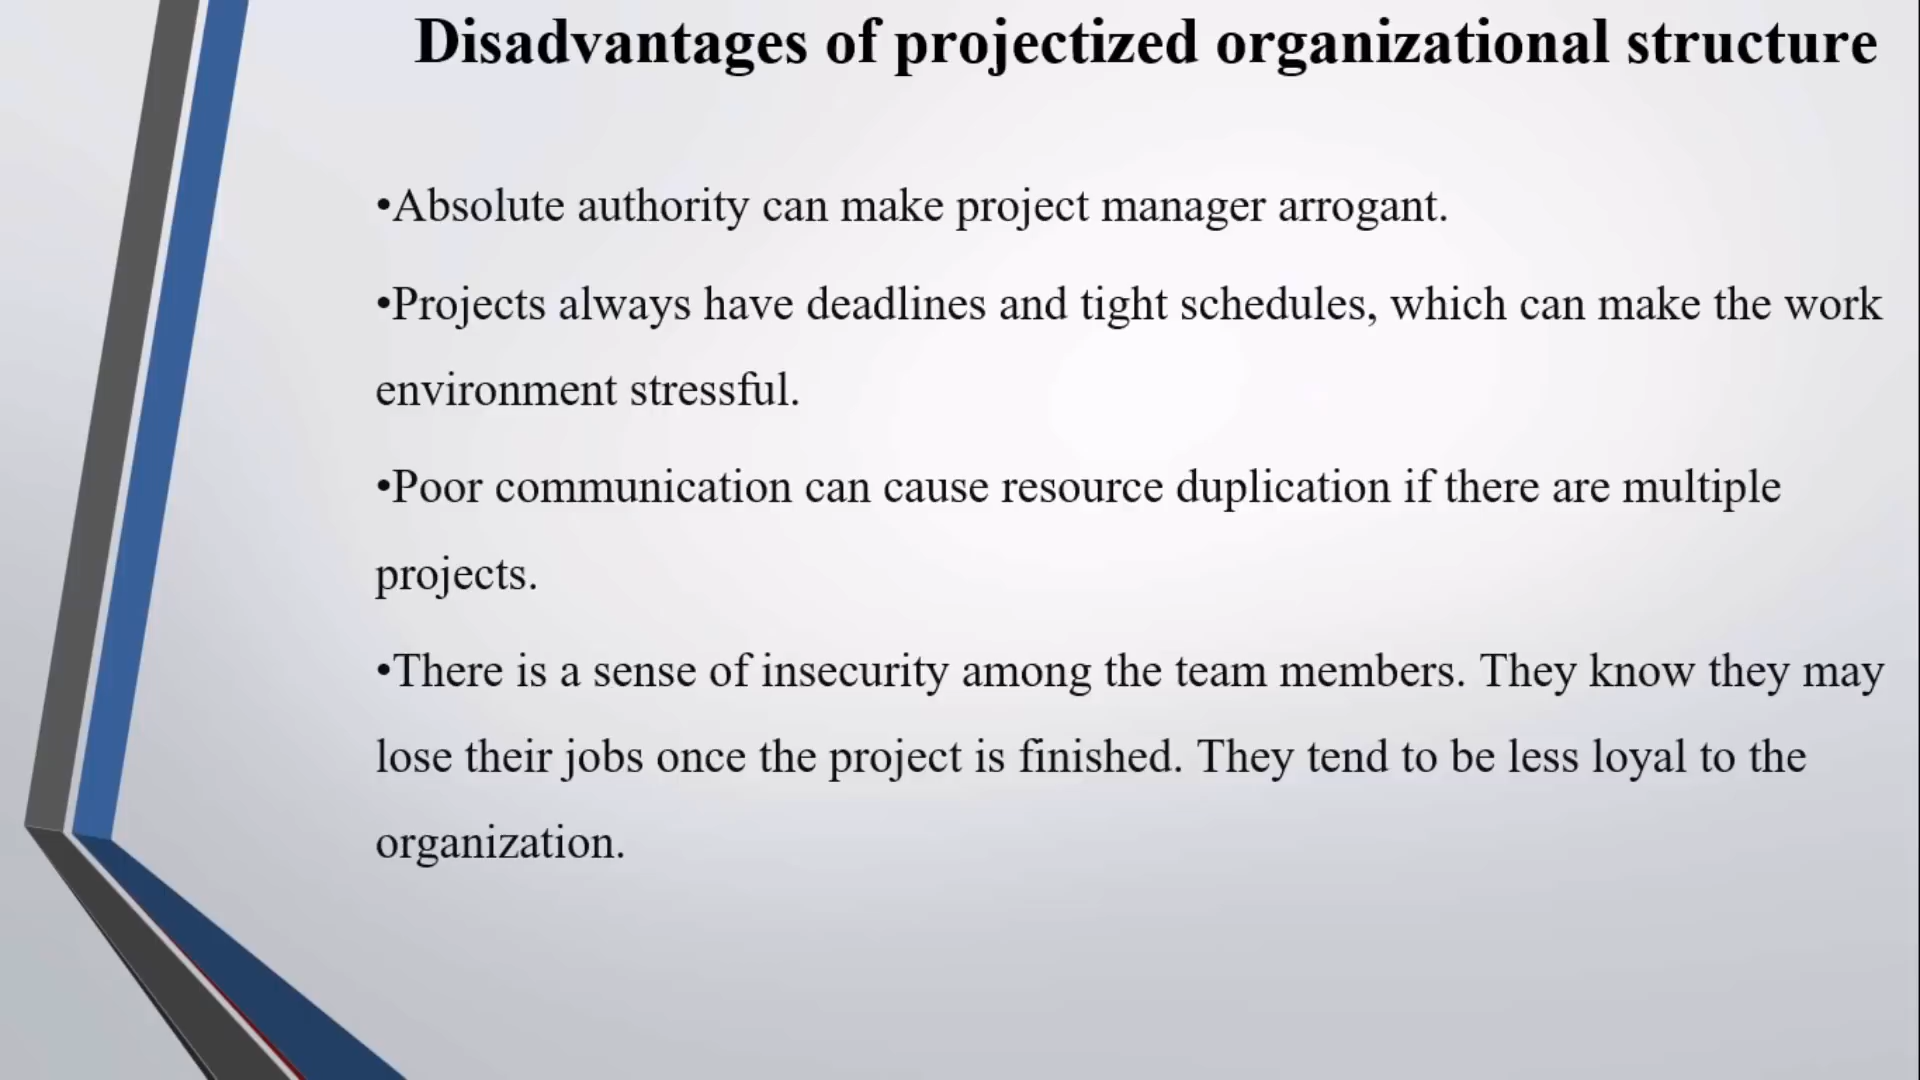 Disadvantages of projectized organizational structure
•Absolute authority can make project manager arrogant.
•Projects always have deadlines and tight schedules, which can make the work
environment stressful.
•Poor communication can cause resource duplication if there are multiple
projects.
•There is a sense of insecurity among the team members. They know they may
lose their jobs once the project is finished. They tend to be less loyal to the
organization.